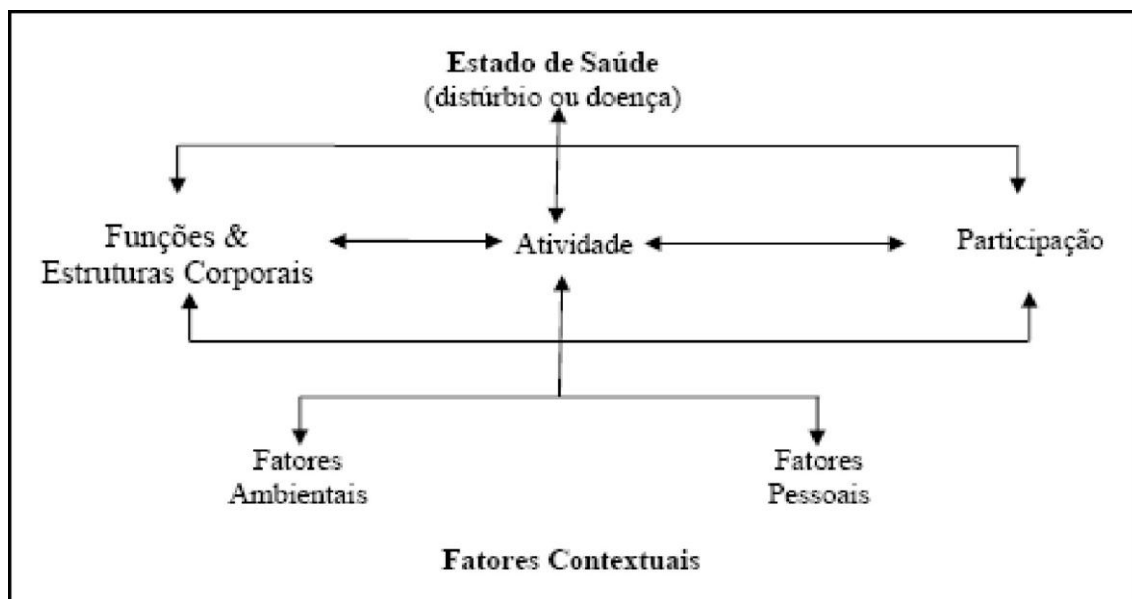 Estado de Saúde
(distúrbio ou doença)
Funções &
Estruturas Corporais
Atividade
Participação
Fatores
Ambientais
Fatores
Pessoais
Fatores Contextuais